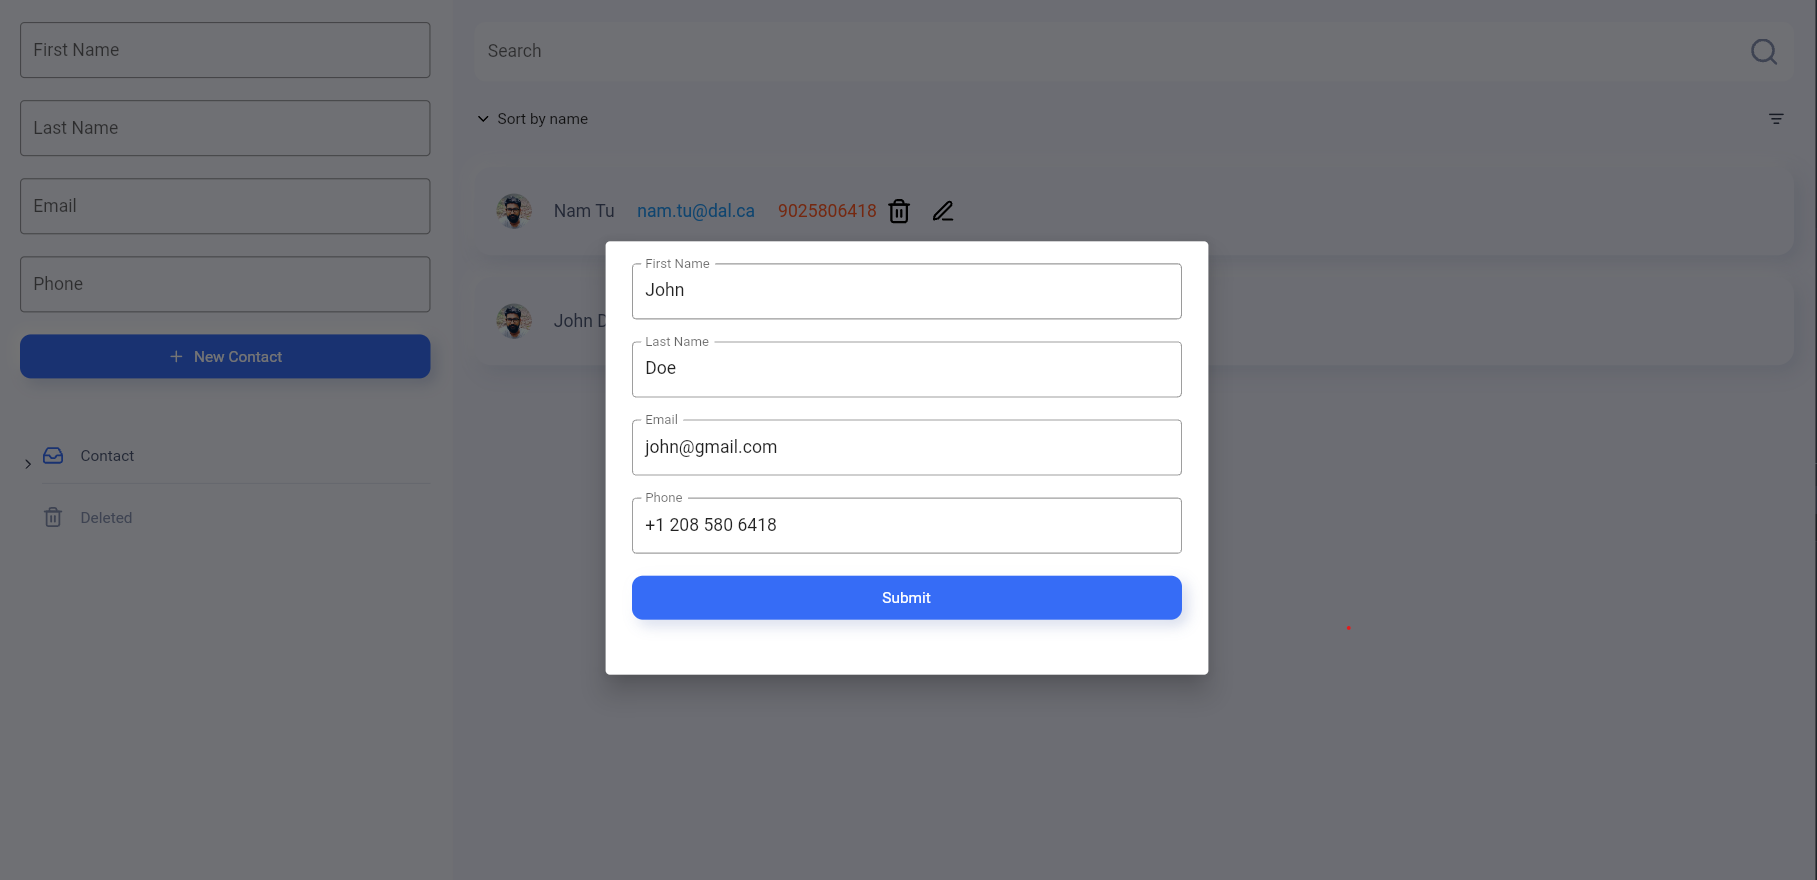 First Name
Last Name
Email
Phone
New Contact
Contact
Deleted
Search
Sort by name
Nam Tu nam.tu@dal.ca 9025806418
John D
First Name
John
Last Name
Doe
Email
john@gmail.com
Phone
+1 208 580 6418
Submit